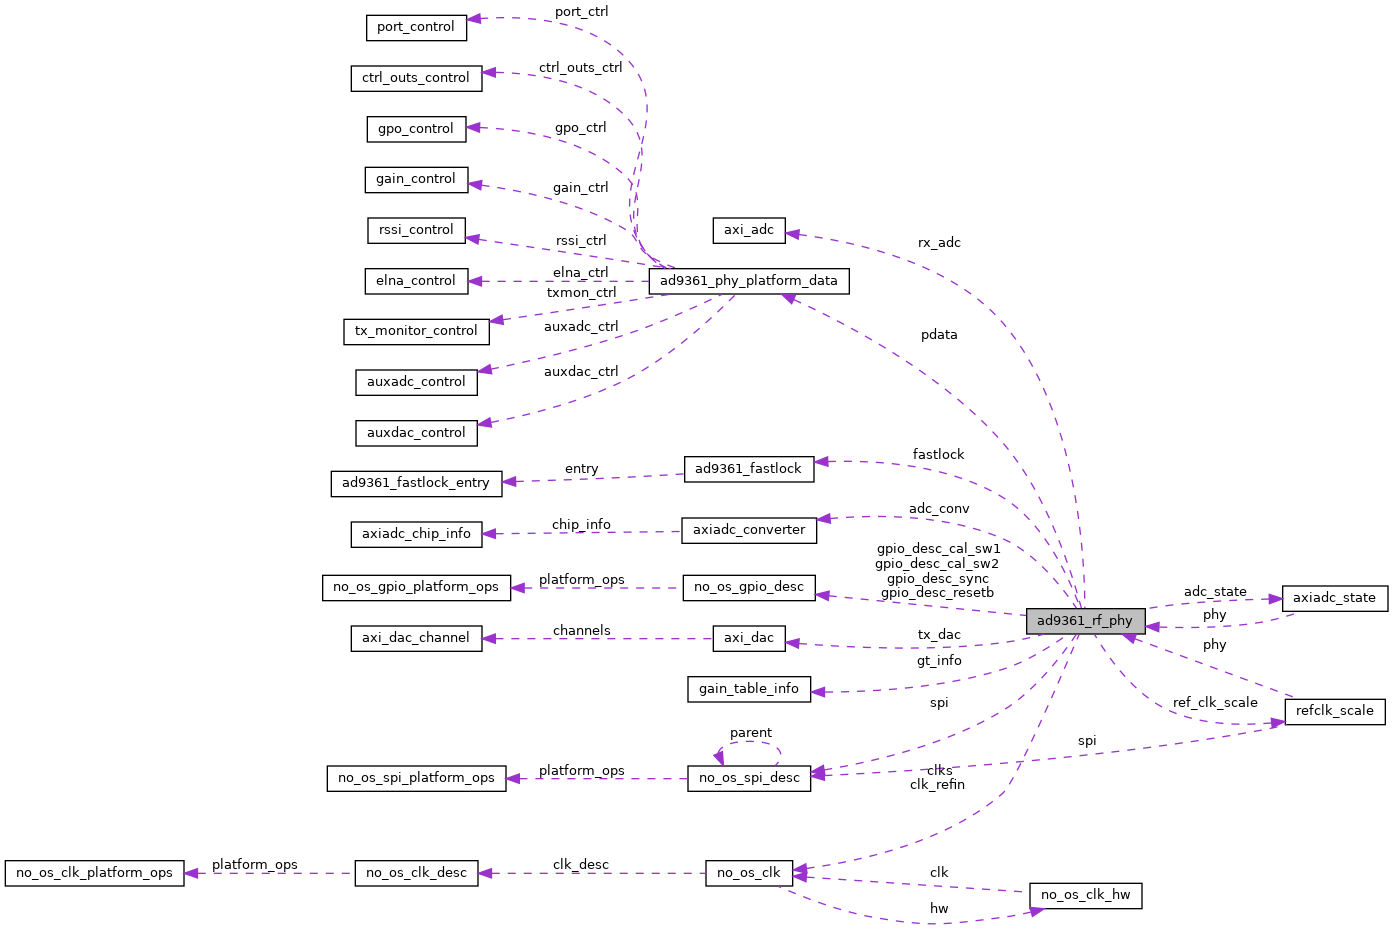 port_ctrl
port_control
ctrl_outs_ctrl
ctrl_outs_control
gpo_ctrl
gpo_control
gain_ctrl
gain_control
rssi_ctrl
rssi_control
axi_adc
rx_adc
elna_ctrl
elna_control
ad9361_phy_platform_data
txmon_ctrl
tx_monitor_control
auxadc_ctrl
pdata
auxdac_ctrl
auxadc_control
auxdac_control
fastlock
entry
ad9361_fastlock
ad9361_fastlock_entry
adc_conv
chip_info
axiadc_converter
axiadc_chip_info
gpio_desc_cal_sw1
gpio_desc_cal_sw2
gpio_desc_sync
gpio_desc_resetb
platform_ops
no_os_gpio_desc
no_os_gpio_platform_ops
adc_state
axiadc_state
phy
ad9361_rf_phy
channels
axi_dac
axi_dac_channel
tx_dac
phy
gt_info
gain_table_info
spi
ref_clk_scale
refclk_scale
parent
spi
platform_ops
no_os_spi_desc
no_os_spi_platform_ops
clks
clk_refin
platform_ops
clk_desc
no_os_clk_platform_ops
no_os_clk_desc
no_os_clk
clk
no_os_clk_hw
hw